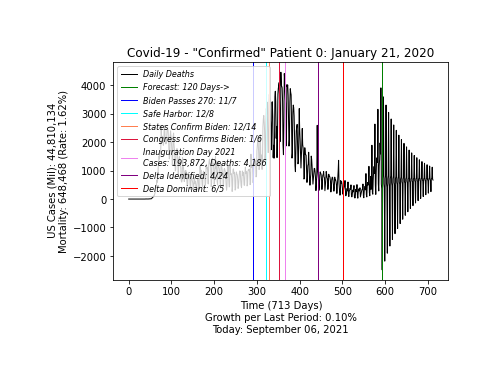 Covid-19 - "Confirmed" Patient 0: January 21, 2020
US Cases (Mil): 44,810,134
Mortality: 648,468 (Rate: 1.62%)
4000
3000
2000
1000
0
−1000
−2000
Daily Deaths
Forecast: 120 Days->
Biden Passes 270: 11/7
Safe Harbor: 12/8
States Confirm Biden: 12/14
Congress Confirms Biden: 1/6
Inauguration Day 2021
Cases: 193,872, Deaths: 4,186
Delta Identified: 4/24
Delta Dominant: 6/5
0 100 200 300 400 500 600 700
Time (713 Days)
Growth per Last Period: 0.10%
Today: September 06, 2021